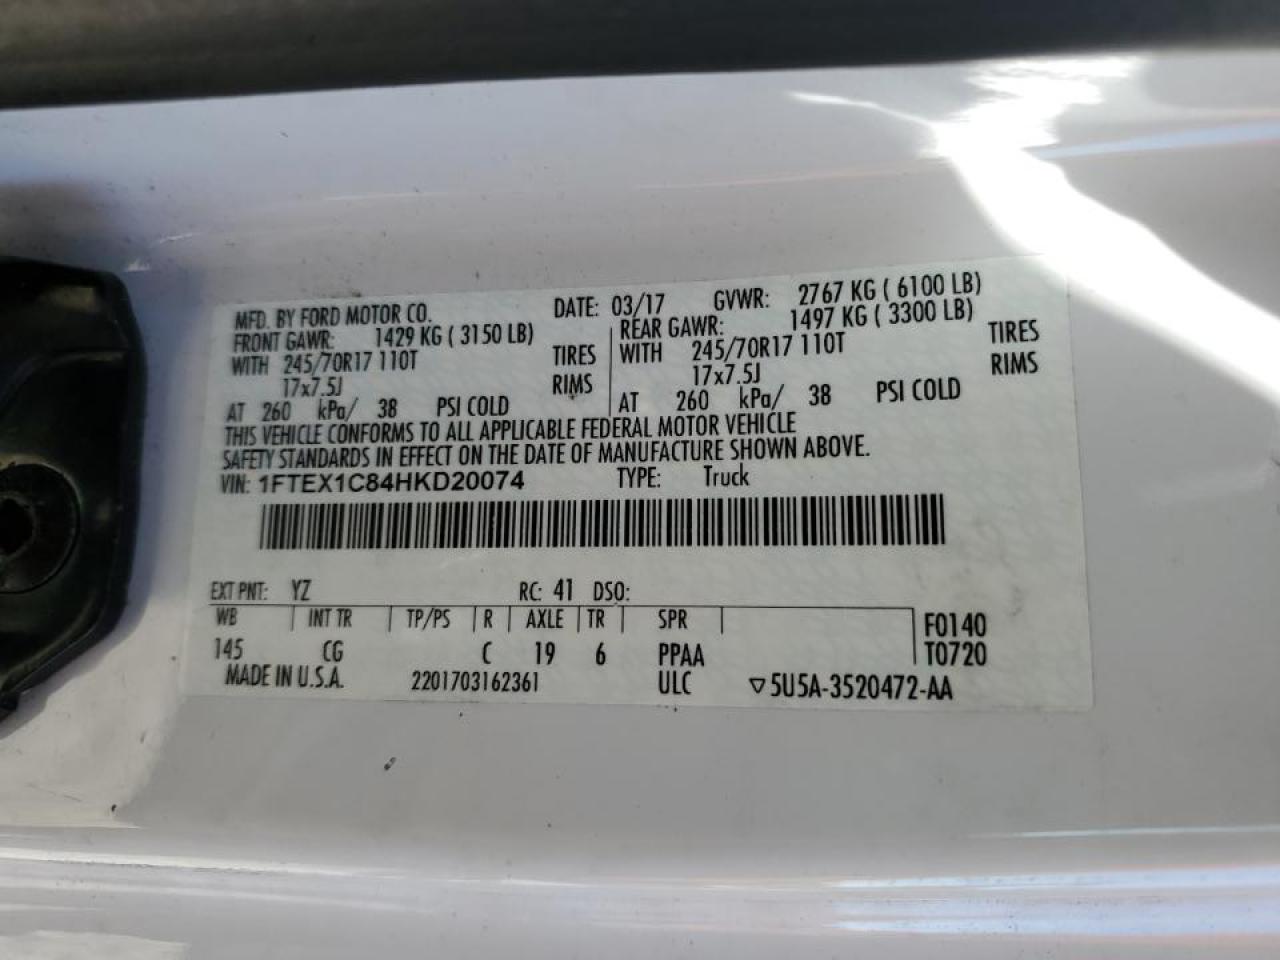 MFD. BY FORD MOTOR CO. DATE: 03/17 GVWR: 2767 KG ( 6100 LB)
FRONT GAWR: 1429 KG ( 3150 LB) REAR GAWR: 1497 KG ( 3300 LB)
WITH 245/70R17 110T TIRES WITH 245/70R17 110T TIRES
17x7.5J RIMS 17x7.5J RIMS
AT 260 kPa/ 38 PSI COLD AT 260 kPa/ 38 PSI COLD
THIS VEHICLE CONFORMS TO ALL APPLICABLE FEDERAL MOTOR VEHICLE
SAFETY STANDARDS IN EFFECT ON THE DATE OF MANUFACTURE SHOWN ABOVE.
VIN: 1FTEX1C84HKD20074 TYPE: Truck
EXT PNT: YZ RC: 41 DSO:
WB INT TR TP/PS R AXLE TR SPR F0140
145 CG C 19 6 PPAA T0720
MADE IN U.S.A. 2201703162361 ULC ▽5U5A-3520472-AA